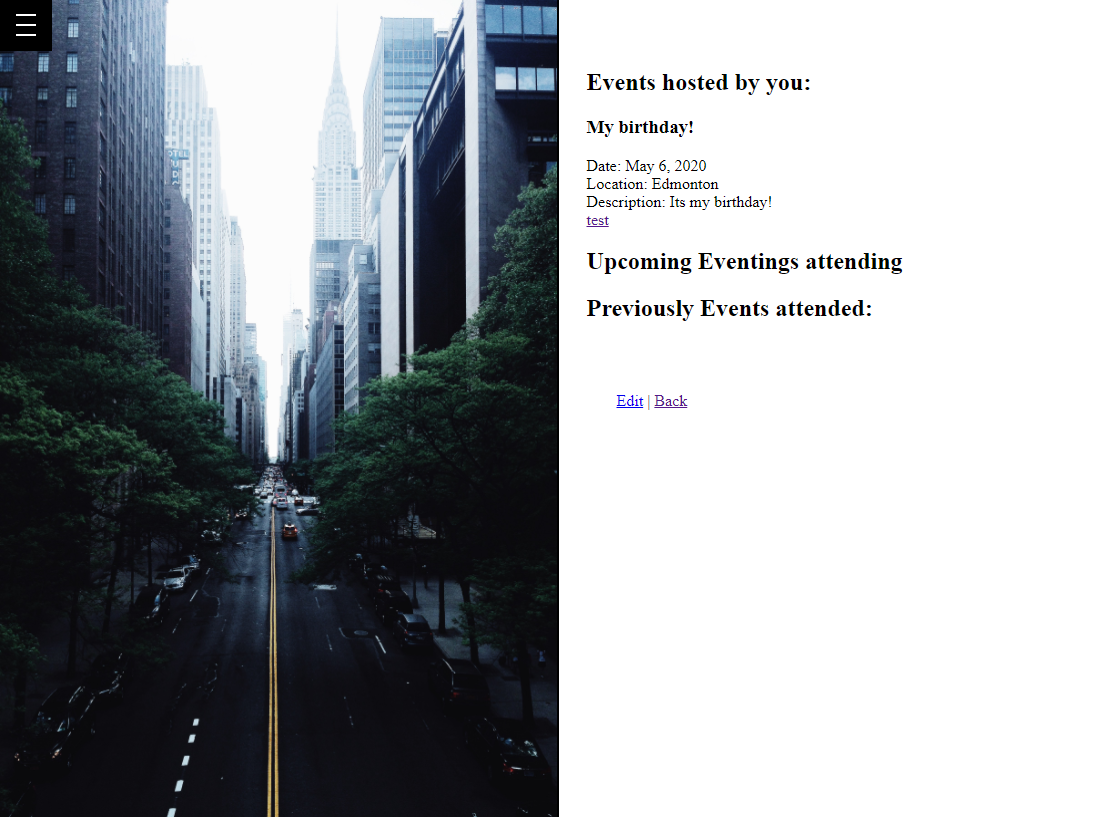 Events hosted by you:
My birthday!
Date: May 6, 2020
Location: Edmonton
Description: Its my birthday!
test
Upcoming Eventings attending
Previously Events attended:
Edit | Back